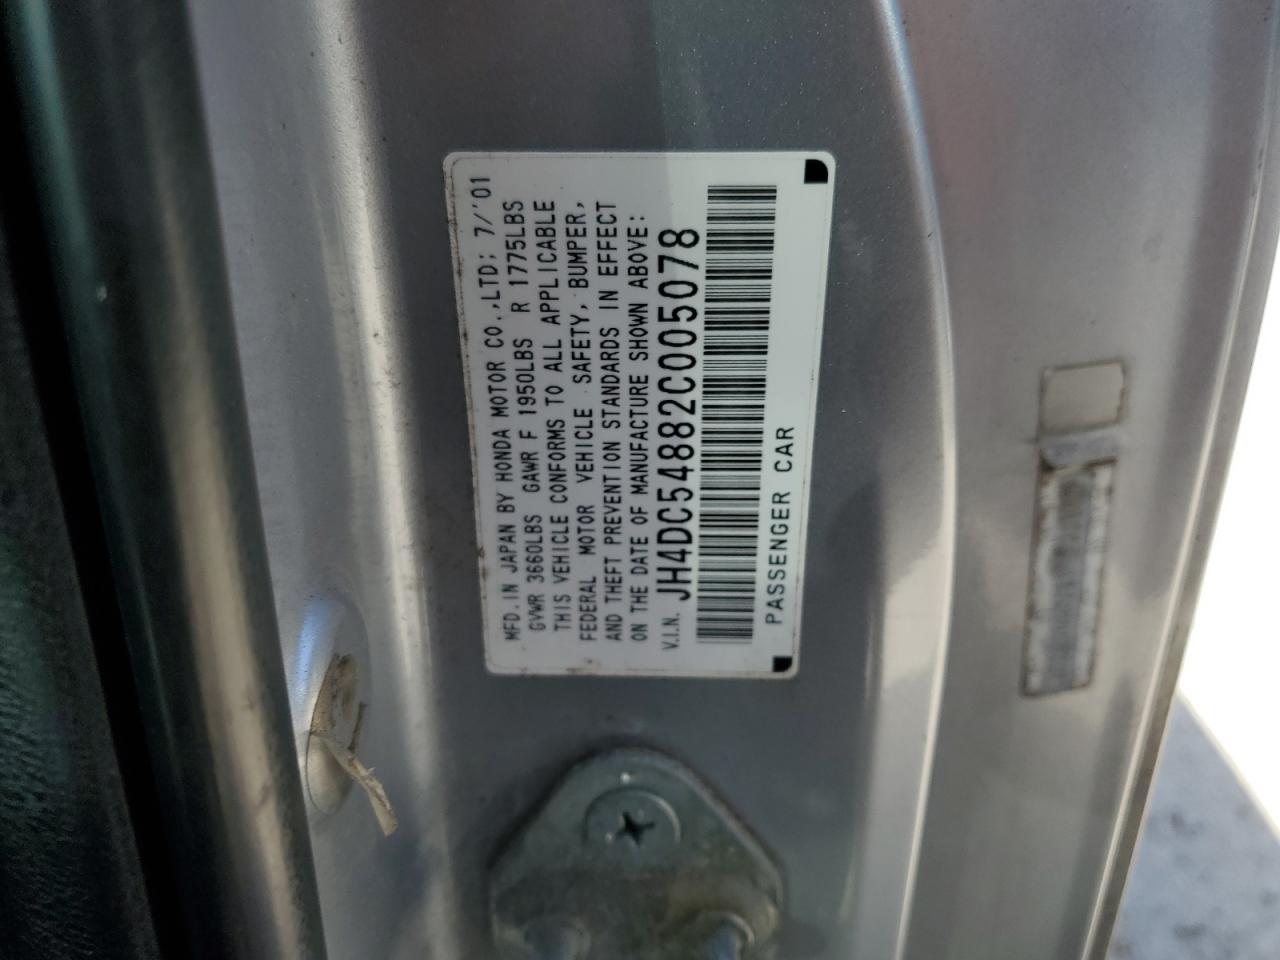 MFD. IN JAPAN BY HONDA MOTOR CO.,LTD; 7/'01
GVWR 3660LBS GAWR F 1950LBS R 1775LBS
THIS VEHICLE CONFORMS TO ALL APPLICABLE
FEDERAL MOTOR VEHICLE SAFETY, BUMPER,
AND THEFT PREVENTION STANDARDS IN EFFECT
ON THE DATE OF MANUFACTURE SHOWN ABOVE:
V.I.N. JH4DC54882C005078
PASSENGER CAR